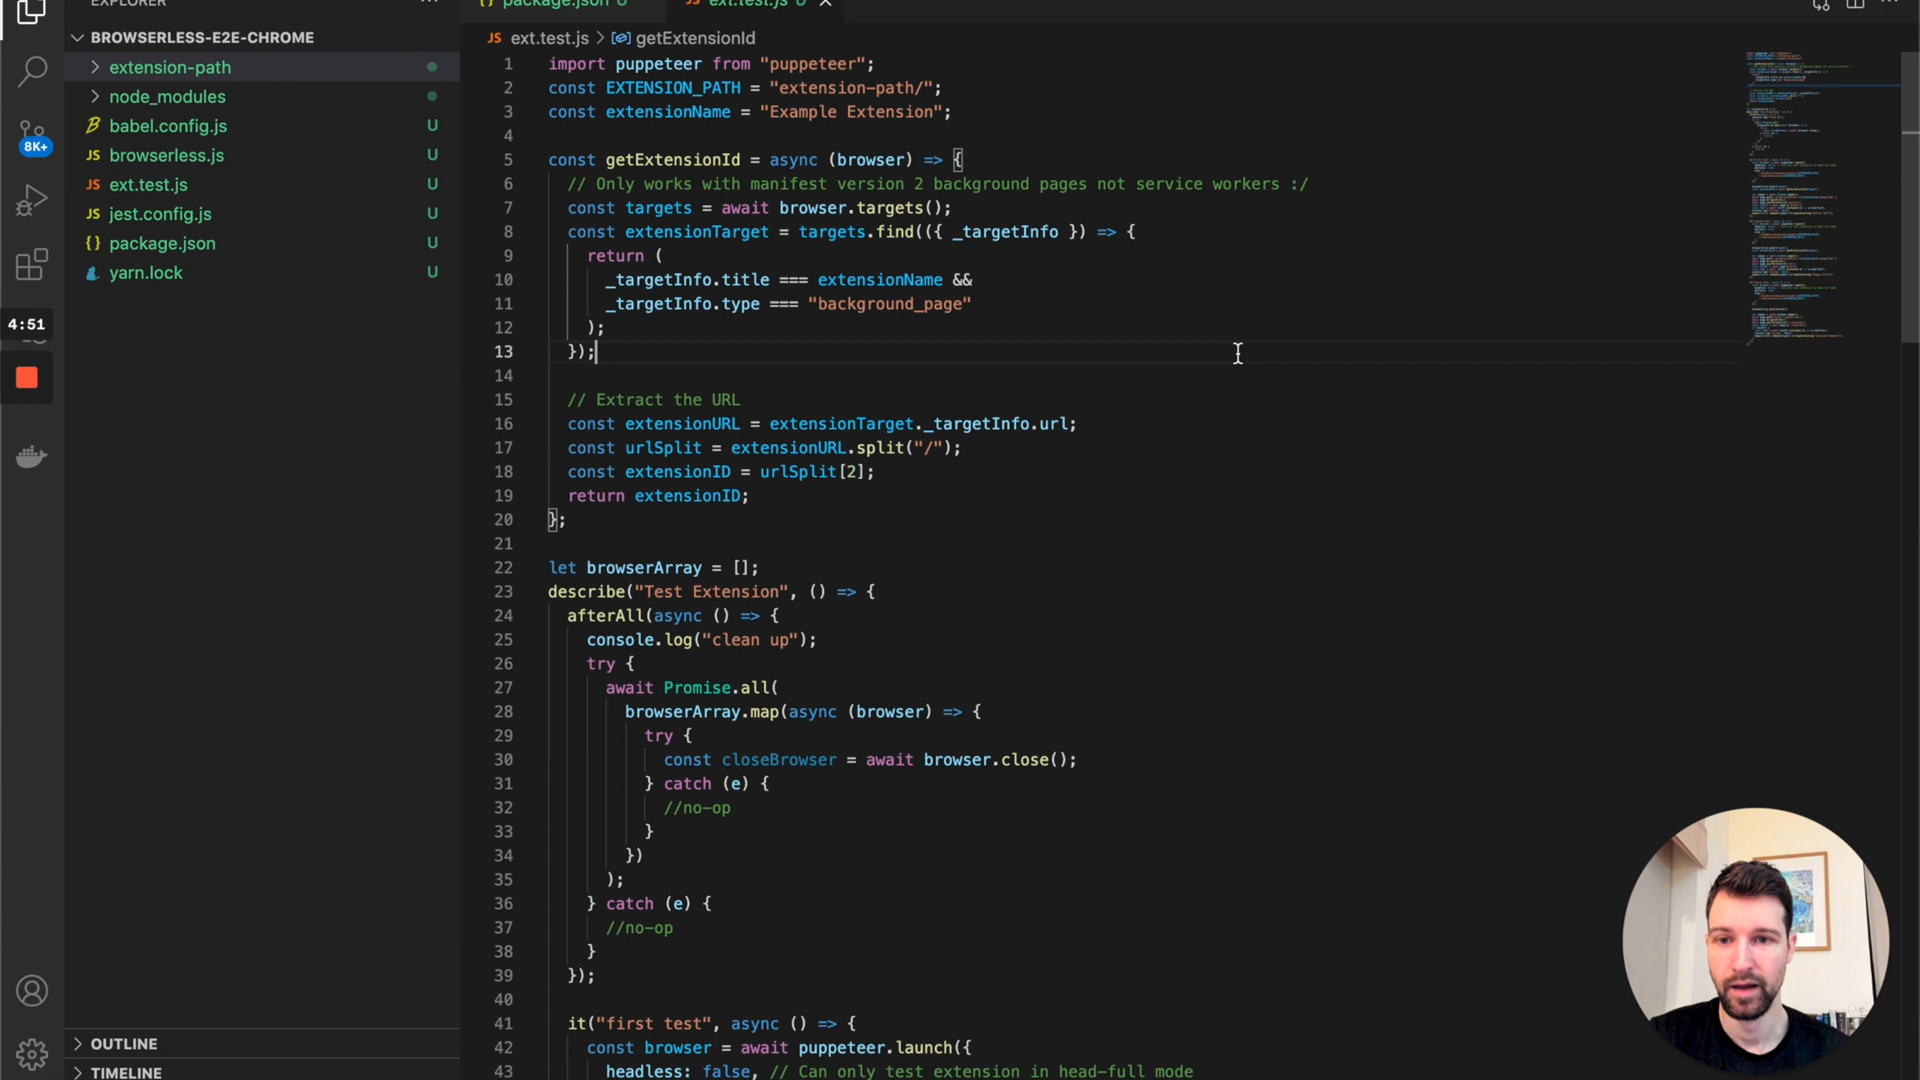 EXPLORER
package.json U
ext.test.js U
BROWSERLESS-E2E-CHROME
extension-path
node_modules
babel.config.js U
JS browserless.js U
JS ext.test.js U
JS jest.config.js U
{} package.json U
yarn.lock U
8K+
4:51
OUTLINE
TIMELINE
JS ext.test.js > getExtensionId
1 import puppeteer from "puppeteer";
2 const EXTENSION_PATH = "extension-path/";
3 const extensionName = "Example Extension";
4
5 const getExtensionId = async (browser) => {
6 // Only works with manifest version 2 background pages not service workers :/
7 const targets = await browser.targets();
8 const extensionTarget = targets.find(({ _targetInfo }) => {
9 return (
10 _targetInfo.title === extensionName &&
11 _targetInfo.type === "background_page"
12 );
13 });
14
15 // Extract the URL
16 const extensionURL = extensionTarget._targetInfo.url;
17 const urlSplit = extensionURL.split("/");
18 const extensionID = urlSplit[2];
19 return extensionID;
20 };
21
22 let browserArray = [];
23 describe("Test Extension", () => {
24 afterAll(async () => {
25 console.log("clean up");
26 try {
27 await Promise.all(
28 browserArray.map(async (browser) => {
29 try {
30 const closeBrowser = await browser.close();
31 } catch (e) {
32 //no-op
33 }
34 })
35 );
36 } catch (e) {
37 //no-op
38 }
39 });
40
41 it("first test", async () => {
42 const browser = await puppeteer.launch({
43 headless: false, // Can only test extension in head-full mode